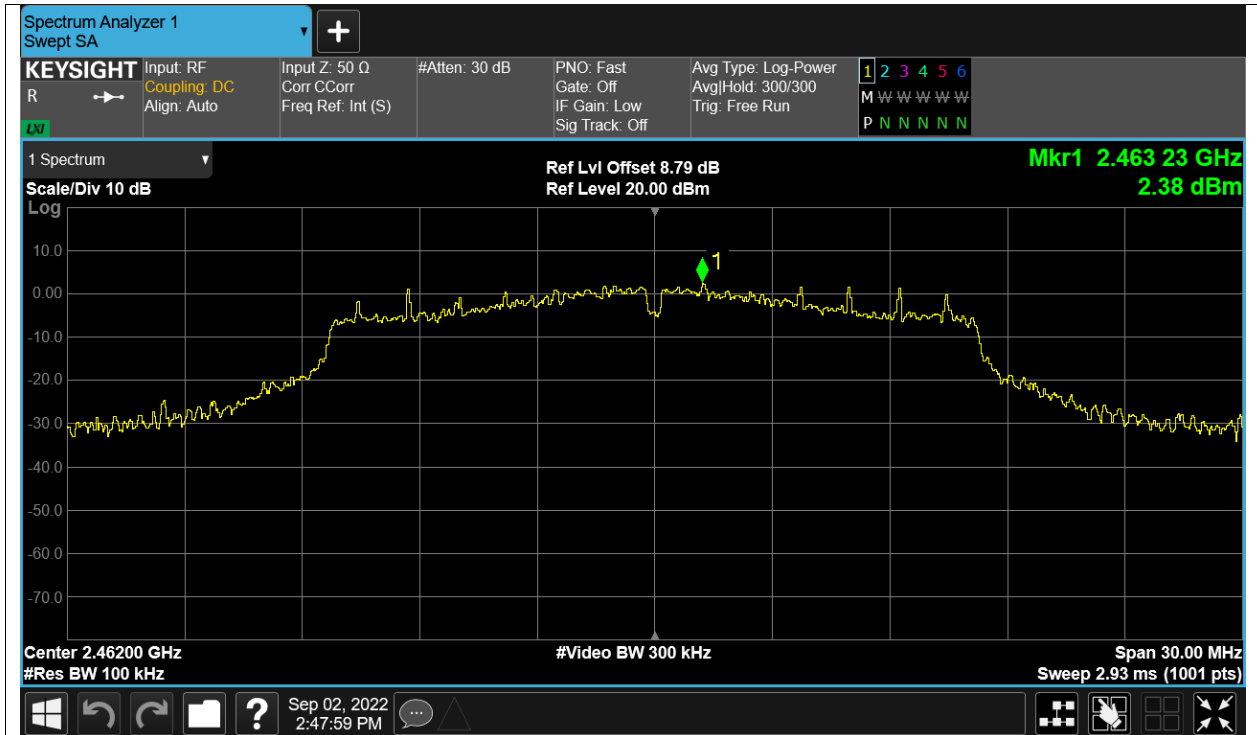 Spectrum Analyzer 1
Swept SA
+
KEYSIGHT
R
LXI
Input: RF
Coupling: DC
Align: Auto
Input Z: 50 Ω
Corr CCorr
Freq Ref: Int (S)
#Atten: 30 dB
PNO: Fast
Gate: Off
IF Gain: Low
Sig Track: Off
Avg Type: Log-Power
Avg|Hold: 300/300
Trig: Free Run
1 2 3 4 5 6
M W W W W W
P N N N N N N
1 Spectrum
Scale/Div 10 dB
Log
Ref Lvl Offset 8.79 dB
Ref Level 20.00 dBm
Mkr1 2.463 23 GHz
2.38 dBm
1
10.0
0.00
-10.0
-20.0
-30.0
-40.0
-50.0
-60.0
-70.0
Center 2.46200 GHz
#Res BW 100 kHz
#Video BW 300 kHz
Span 30.00 MHz
Sweep 2.93 ms (1001 pts)
?
Sep 02, 2022
2:47:59 PM